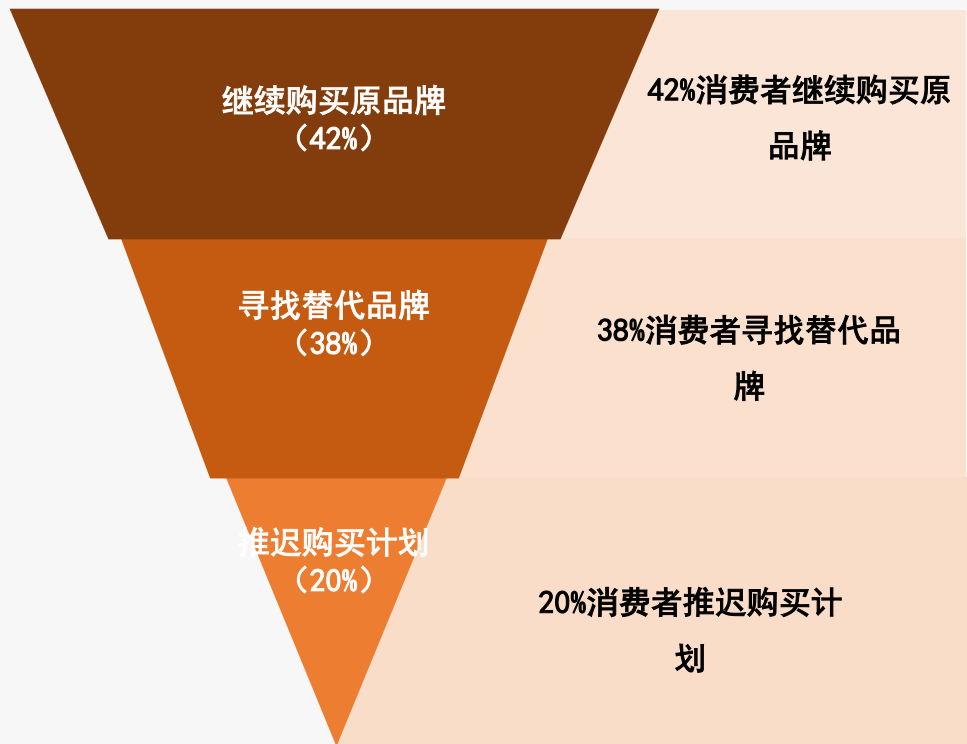 继续购买原品牌
（42%）
42%消费者继续购买原
品牌
寻找替代品牌
（38%）
38%消费者寻找替代品
牌
推迟购买计划
（20%）
20%消费者推迟购买计
划